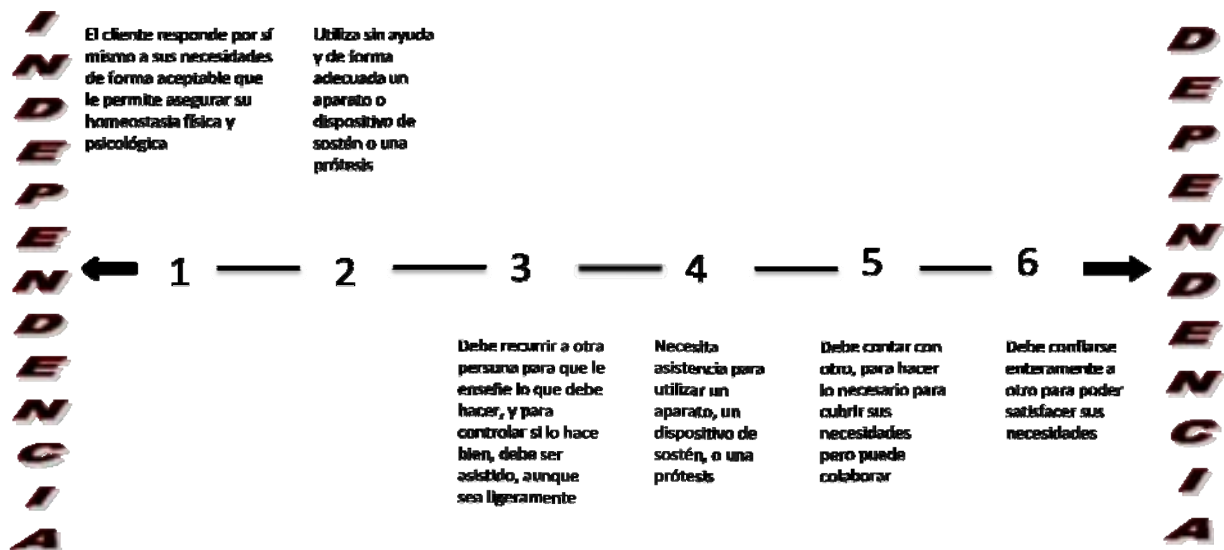 INDEPENDENCIA
El cliente responde por sí
mismo a sus necesidades
de forma aceptable que
le permite asegurar su
homeostasia física y
psicológica
Utiliza sin ayuda
y de forma
adecuada un
aparato o
dispositivo de
sostén o una
prótesis
1 2 3 4 5 6
Debe recurrir a otra
persona para que le
enseñe lo que debe
hacer, y para
controlar si lo hace
bien, debe ser
asistido, aunque
sea ligeramente
Necesita
asistencia para
utilizar un
aparato, un
dispositivo de
sostén, o una
prótesis
Debe contar con
otro, para hacer
lo necesario para
cubrir sus
necesidades
pero puede
colaborar
Debe confiarse
enteramente a
otro para poder
satisfacer sus
necesidades
DEPENDENCIA